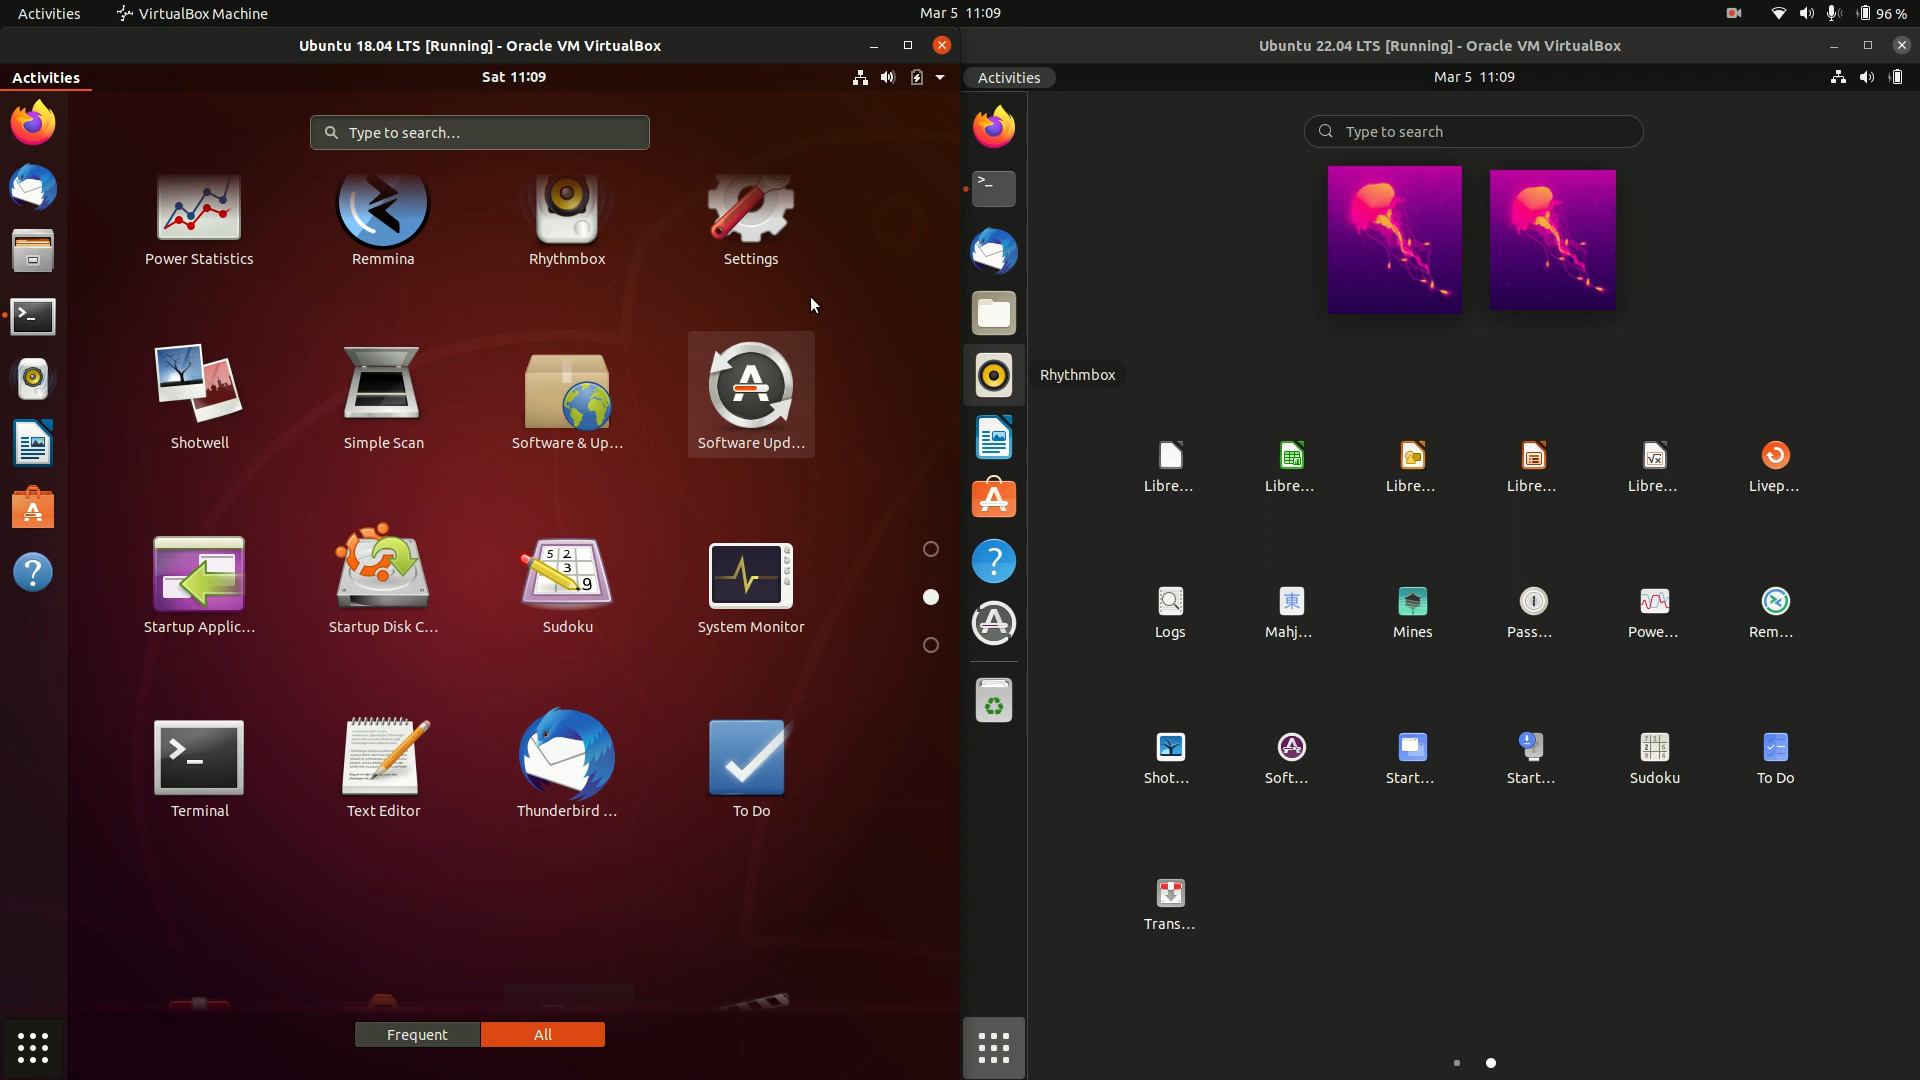 Activities
VirtualBox Machine
Mar 5 11:09
96 %
Ubuntu 18.04 LTS [Running] - Oracle VM VirtualBox
Activities
Sat 11:09
Type to search...
Power Statistics
Remmina
Rhythmbox
Settings
Shotwell
Simple Scan
Software & Up...
Software Upd...
Startup Applic...
Startup Disk C...
Sudoku
System Monitor
Terminal
Text Editor
Thunderbird ...
To Do
Frequent
All
Ubuntu 22.04 LTS [Running] - Oracle VM VirtualBox
Activities
Mar 5 11:09
Type to search
Rhythmbox
Libre...
Libre...
Libre...
Libre...
Libre...
Livep...
Logs
東
Mahj...
Mines
Pass...
Powe...
Rem...
Shot...
Soft...
Start...
Start...
Sudoku
To Do
Trans...